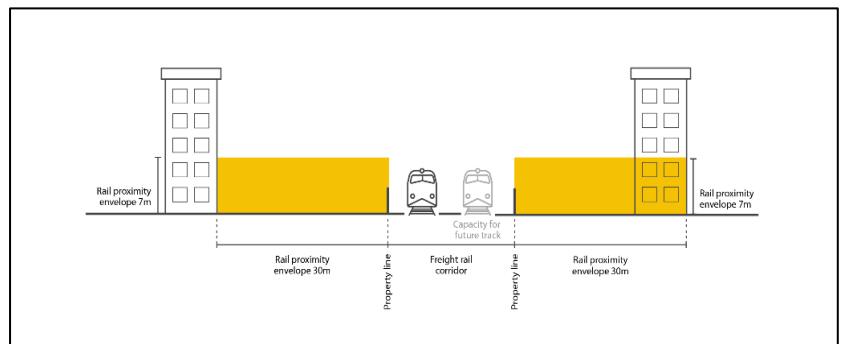 Rail proximity
envelope 7m
Rail proximity
envelope 7m
Capacity for
future track
Rail proximity
envelope 30m
Property line
Freight rail
corridor
Property line
Rail proximity
envelope 30m